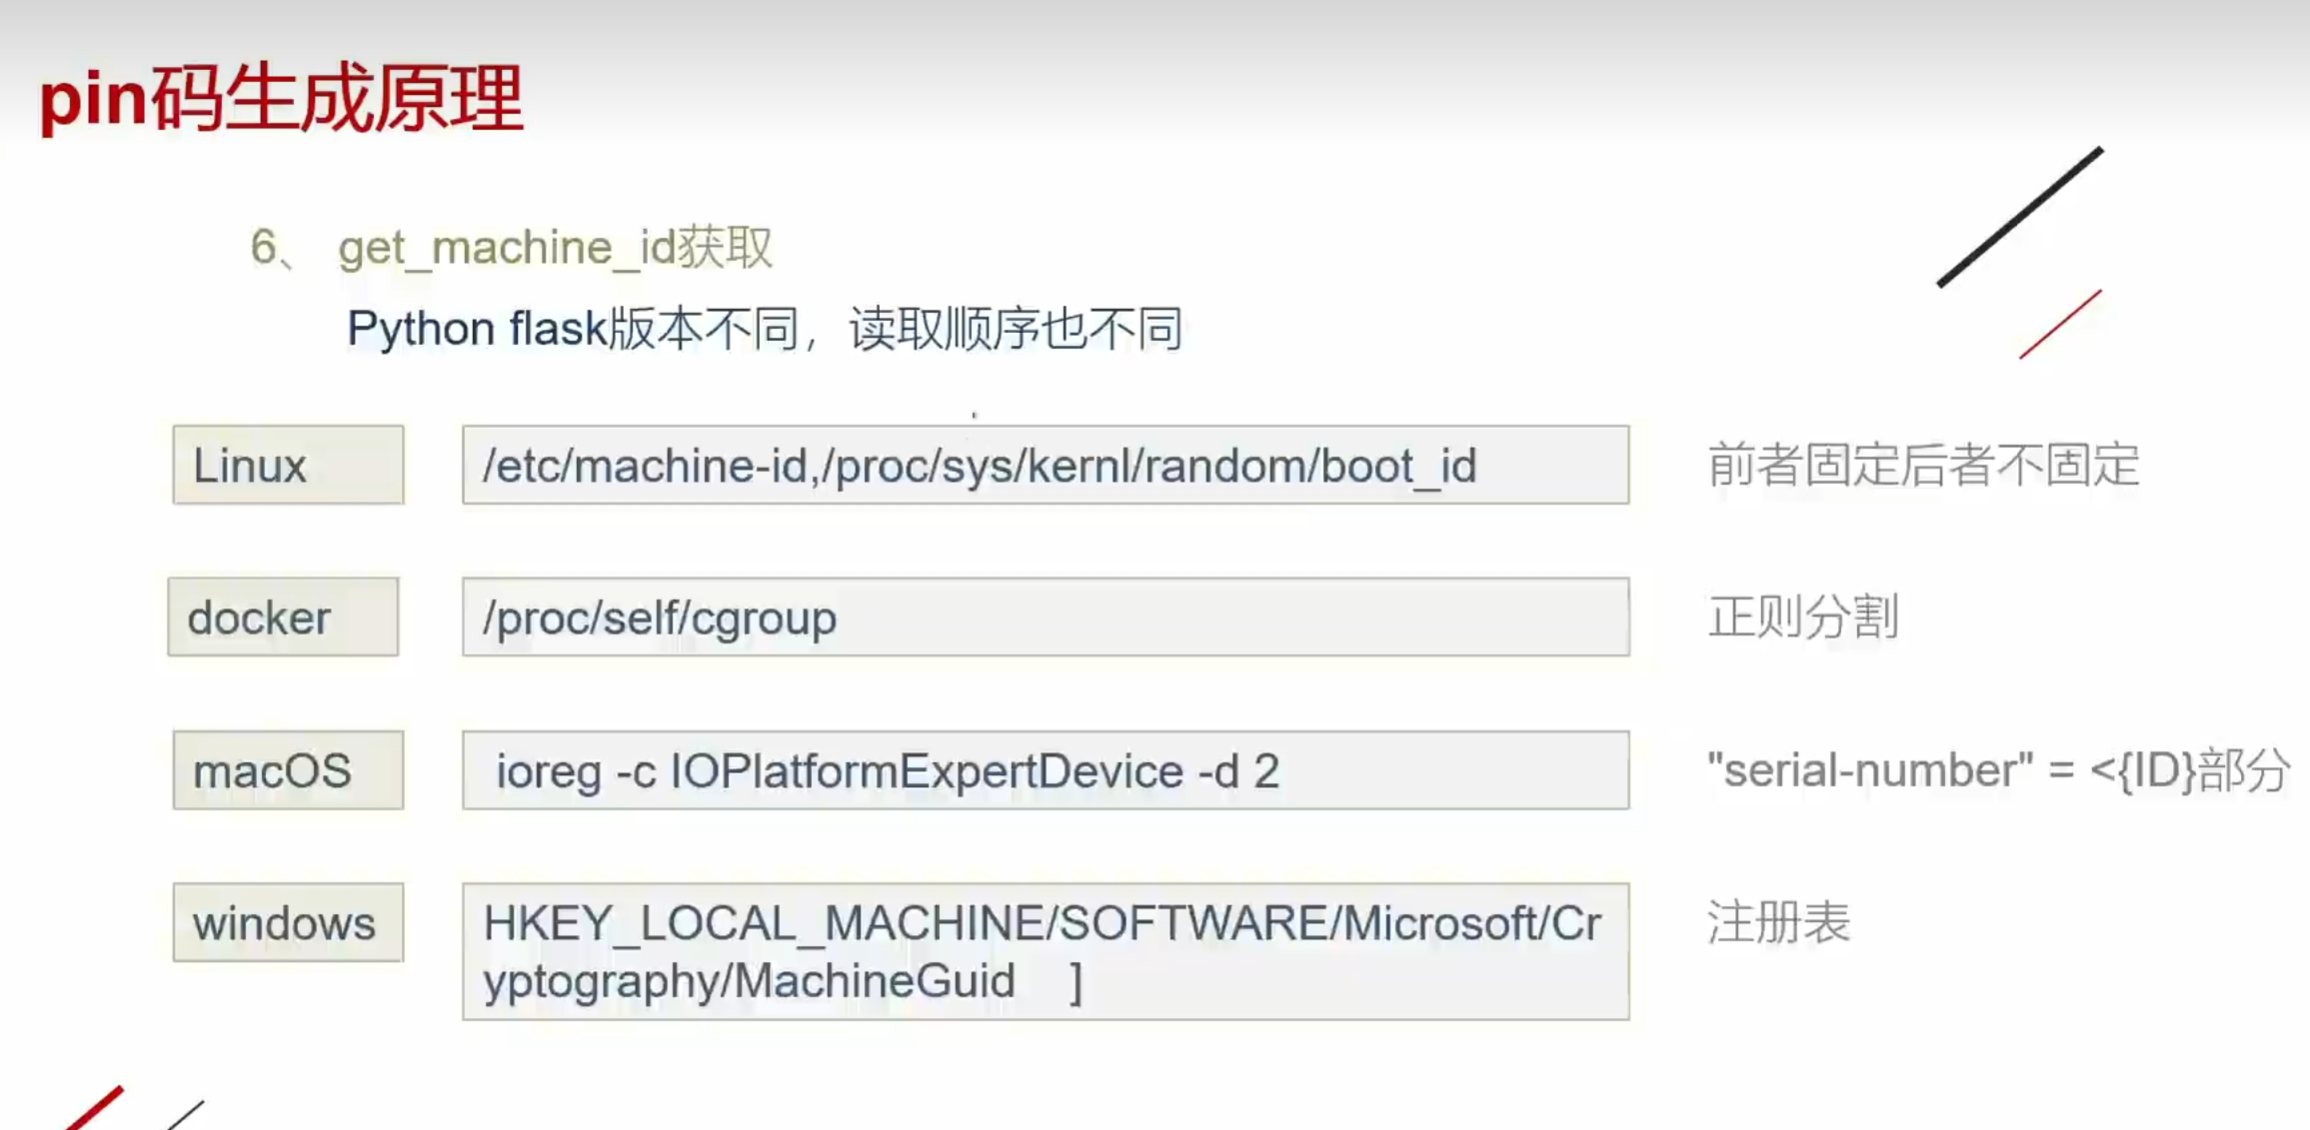 pin码生成原理
6、 get_machine_id获取
Python flask版本不同，读取顺序也不同
Linux
/etc/machine-id,/proc/sys/kernl/random/boot_id
前者固定后者不固定
docker
/proc/self/cgroup
正则分割
macOS
ioreg -c IOPlatformExpertDevice -d 2
"serial-number" = <{ID}部分
windows
HKEY_LOCAL_MACHINE/SOFTWARE/Microsoft/Cr
yptography/MachineGuid ]
注册表